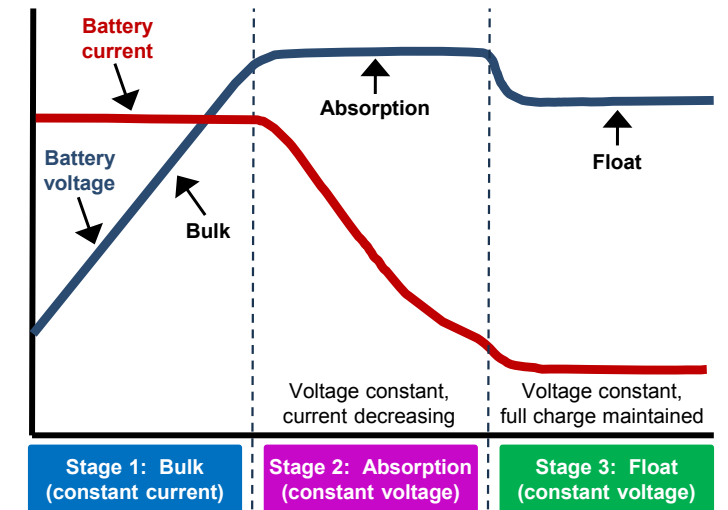 Battery
current
Absorption
Battery
voltage
Bulk
Float
Voltage constant,
current decreasing
Voltage constant,
full charge maintained
Stage 1:  Bulk
(constant current)
Stage 2:  Absorption
(constant voltage)
Stage 3:  Float
(constant voltage)